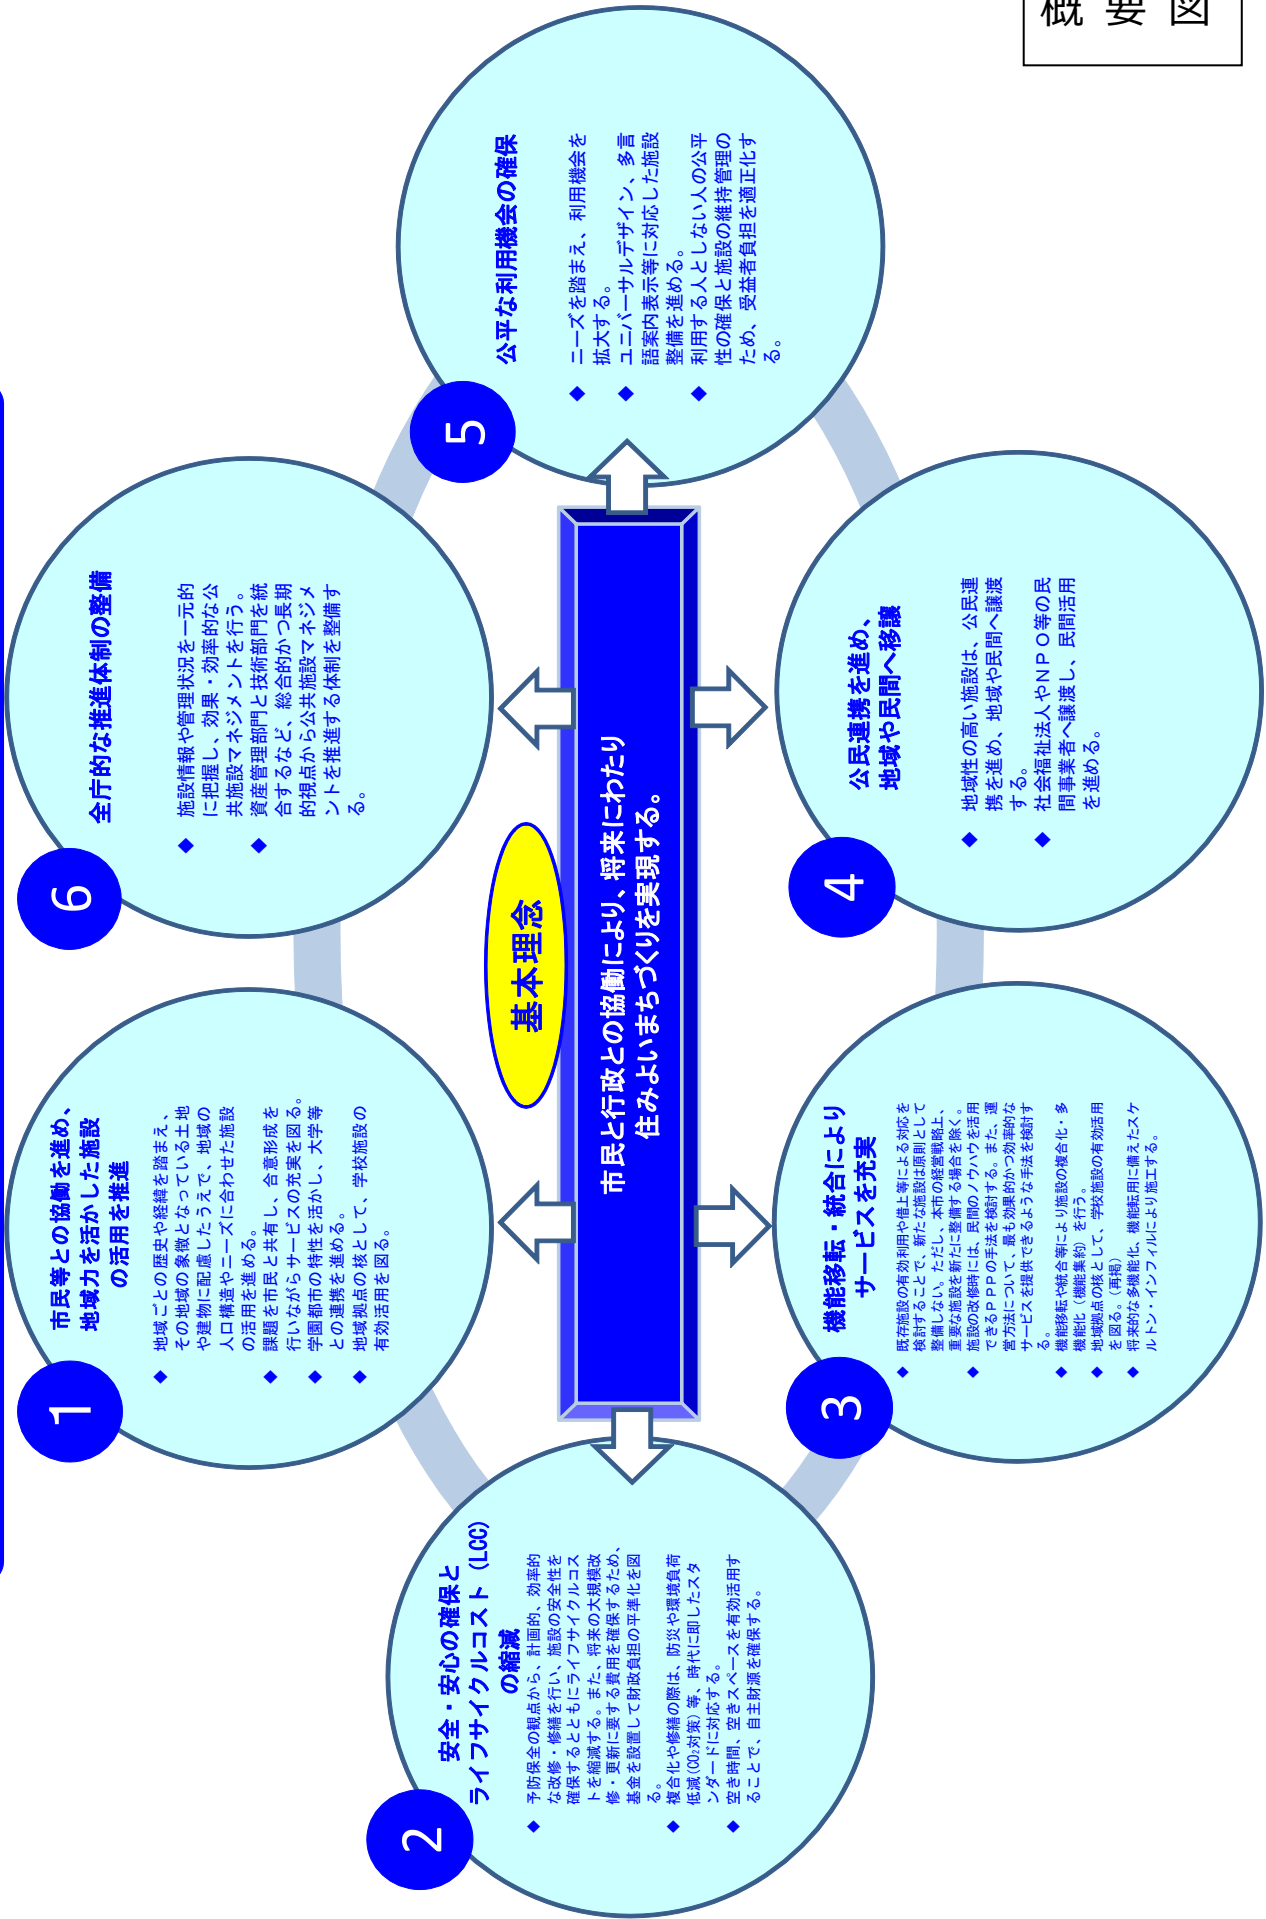 概要図
基本理念
市民と行政との協働により、将来にわたり
住みよいまちづくりを実現する。
1
市民等との協働を進め、
地域力を活かした施設
の活用を推進
◆ 地域ごとの歴史や経緯を踏まえ、
その地域の象徴となっている土地
や建物に配慮したうえで、地域の
人口構造やニーズに合わせた施設
の活用を進める。
◆ 課題を市民と共有し、合意形成を
行いながらサービスの充実を図る。
◆ 学園都市の特性を活かし、大学等
との連携を進める。
◆ 地域拠点の核として、学校施設の
有効活用を図る。
2
安全・安心の確保と
ライフサイクルコスト（LCC）
の縮減
◆ 予防保全の観点から、計画的、効率的
な改修・修繕を行い、施設の安全性を
確保するとともにライフサイクルコス
トを縮減する。また、将来の大規模改
修・更新に要する費用を確保するため、
基金を設置して財政負担の平準化を図
る。
◆ 複合化や修繕の際は、防災や環境負荷
低減(CO₂対策)等、時代に即したスタ
ンダードに対応する。
◆ 空き時間、空きスペースを有効活用す
ることで、自主財源を確保する。
3
機能移転・統合により
サービスを充実
◆ 既存施設の有効利用や借上等による対応を
検討することで、新たな施設は原則として
整備しない。ただし、本市の経営戦略上、
重要な施設を新たに整備する場合を除く。
◆ 施設の改修時には、民間のノウハウを活用
できるＰＰＰの手法を検討する。また、運
営方法について、最も効果的かつ効率的な
サービスを提供できるような手法を検討す
る。
◆ 機能移転や統合等により施設の複合化・多
機能化（機能集約）を行う。
◆ 地域拠点の核として、学校施設の有効活用
を図る。（再掲）
◆ 将来的な多機能化、機能転用に備えたスケ
ルトン・インフィルにより施工する。
4
公民連携を進め、
地域や民間へ移譲
◆ 地域性の高い施設は、公民連
携を進め、地域や民間へ譲渡
する。
◆ 社会福祉法人やＮＰＯ等の民
間事業者へ譲渡し、民間活用
を進める。
5
公平な利用機会の確保
◆ ニーズを踏まえ、利用機会を
拡大する。
◆ ユニバーサルデザイン、多言
語案内表示等に対応した施設
整備を進める。
◆ 利用する人としない人の公平
性の確保と施設の維持管理の
ため、受益者負担を適正化す
る。
6
全庁的な推進体制の整備
◆ 施設情報や管理状況を一元的
に把握し、効果・効率的な公
共施設マネジメントを行う。
◆ 資産管理部門と技術部門を統
合するなど、総合的かつ長期
的視点から公共施設マネジメ
ントを推進する体制を整備す
る。